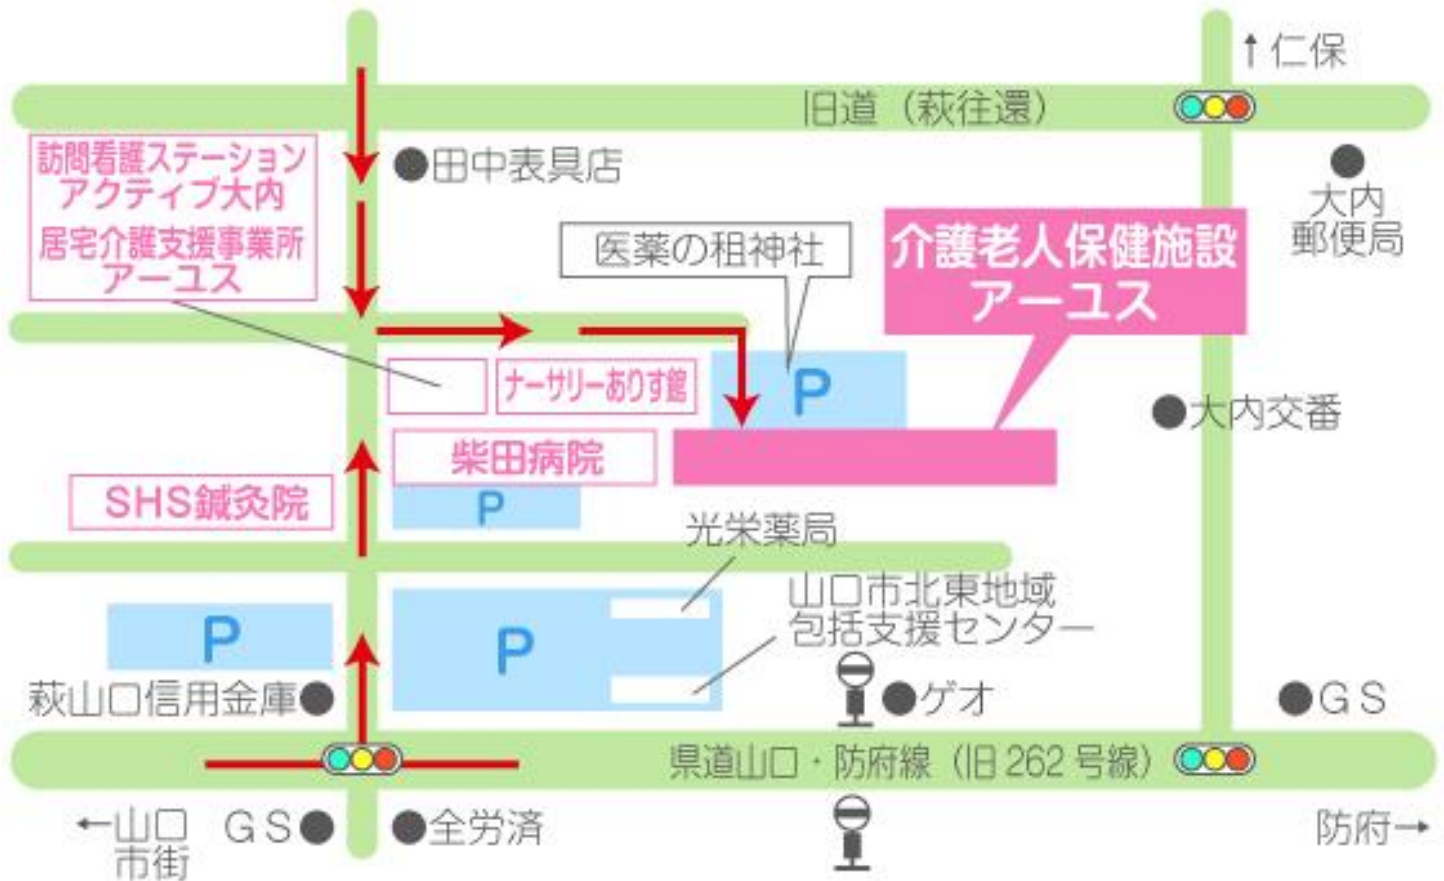 ↑仁保
旧道（萩往還）
訪問看護ステーション
アクティブ大内
居宅介護支援事業所
アーユス
●田中表具店
大内
郵便局
医薬の租神社
介護老人保健施設
アーユス
ナーサリーありす館
P
●大内交番
柴田病院
SHS鍼灸院
P
光栄薬局
山口市北東地域
包括支援センター
P
P
萩山口信用金庫●
●ゲオ
●GS
県道山口・防府線（旧262号線）
←山口
市街
GS●
●全労済
防府→